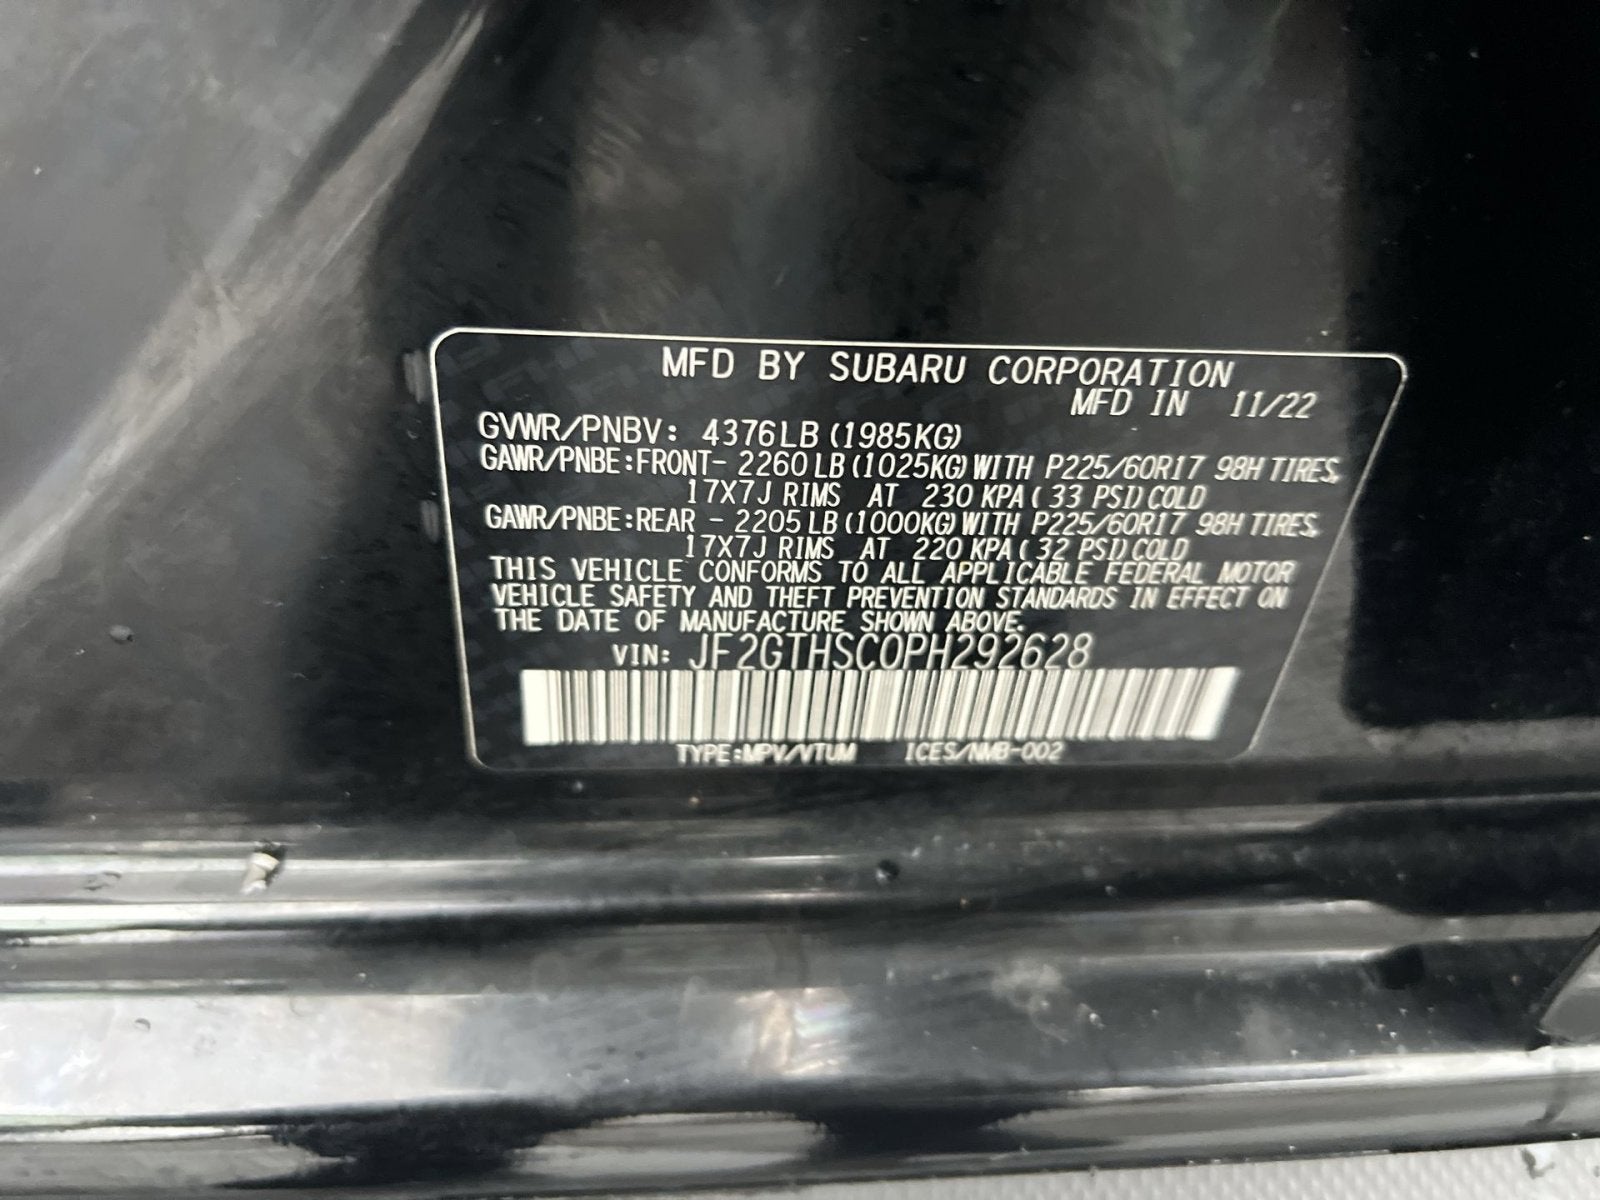 MFD BY SUBARU CORPORATION
MFD IN 11/22
GVWR/PNBV: 4376LB (1985KG)
GAWR/PNBE:FRONT- 2260 LB (1025KG) WITH P225/60R17 98H TIRES,
17X7J RIMS AT 230 KPA ( 33 PSI) COLD
GAWR/PNBE:REAR - 2205 LB (1000KG) WITH P225/60R17 98H TIRES,
17X7J RIMS AT 220 KPA ( 32 PSI) COLD
THIS VEHICLE CONFORMS TO ALL APPLICABLE FEDERAL MOTOR
VEHICLE SAFETY AND THEFT PREVENTION STANDARDS IN EFFECT ON
THE DATE OF MANUFACTURE SHOWN ABOVE.
VIN: JF2GTHSC0PH292628
TYPE:MPV/VTUM ICES/NMB-002